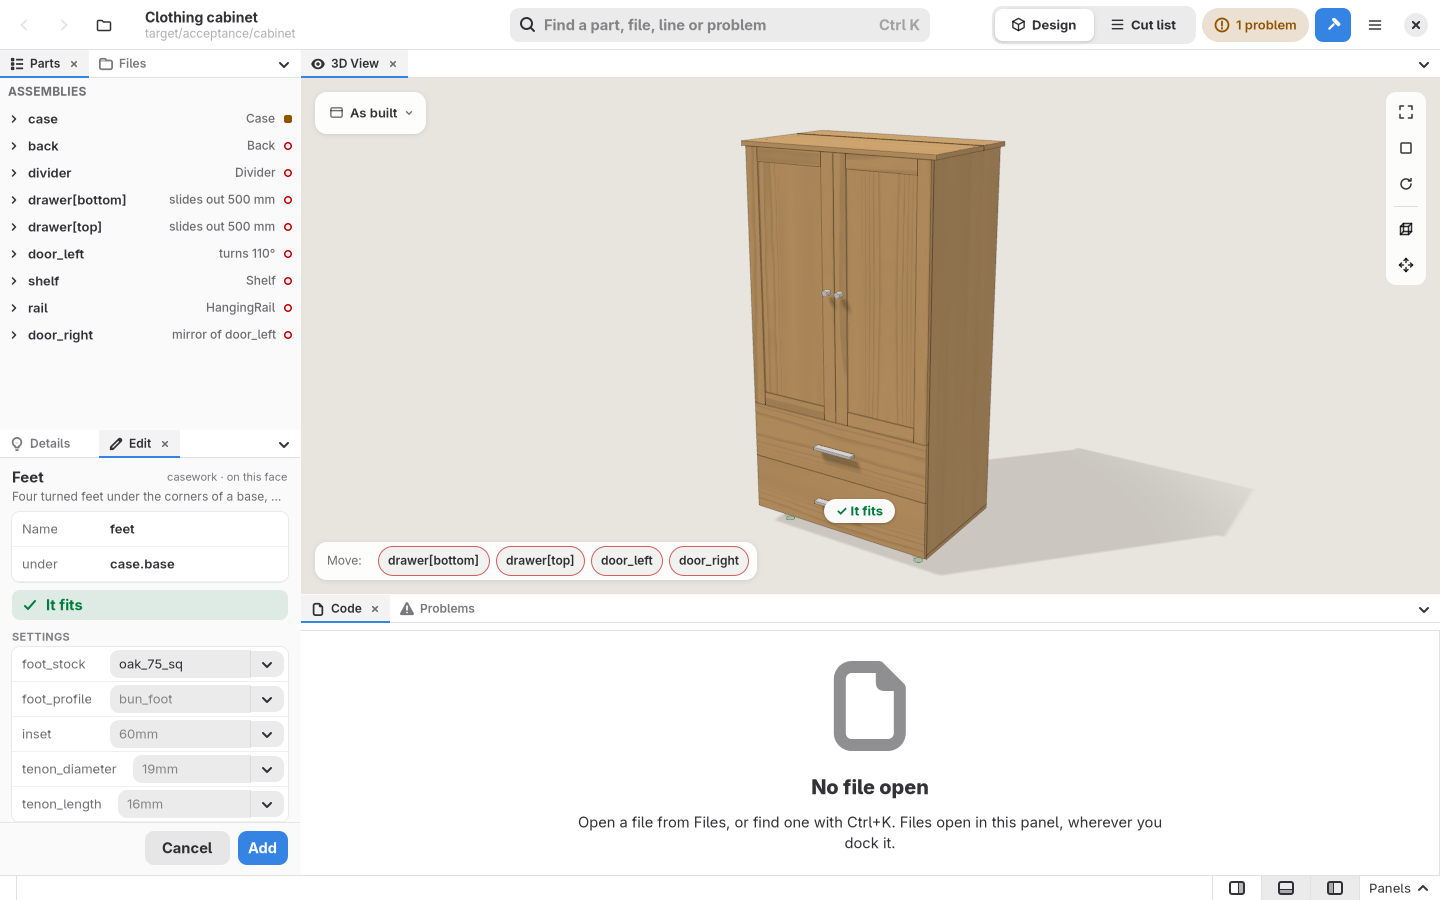 Clothing cabinet
target/acceptance/cabinet
Find a part, file, line or problem
Ctrl K
Design
Cut list
1 problem
Parts
Files
ASSEMBLIES
case Case
back Back
divider Divider
drawer[bottom] slides out 500 mm
drawer[top] slides out 500 mm
door_left turns 110°
shelf Shelf
rail HangingRail
door_right mirror of door_left
Details
Edit
Feet casework · on this face
Four turned feet under the corners of a base, ...
Name feet
under case.base
It fits
SETTINGS
foot_stock oak_75_sq
foot_profile bun_foot
inset 60mm
tenon_diameter 19mm
tenon_length 16mm
Cancel
Add
3D View
As built
It fits
Move: drawer[bottom] drawer[top] door_left door_right
Code
Problems
No file open
Open a file from Files, or find one with Ctrl+K. Files open in this panel, wherever you
dock it.
Panels